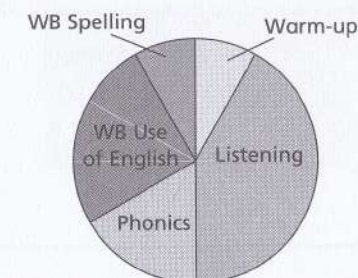 WB Spelling
Warm-up
WB Use
of English
Listening
Phonics